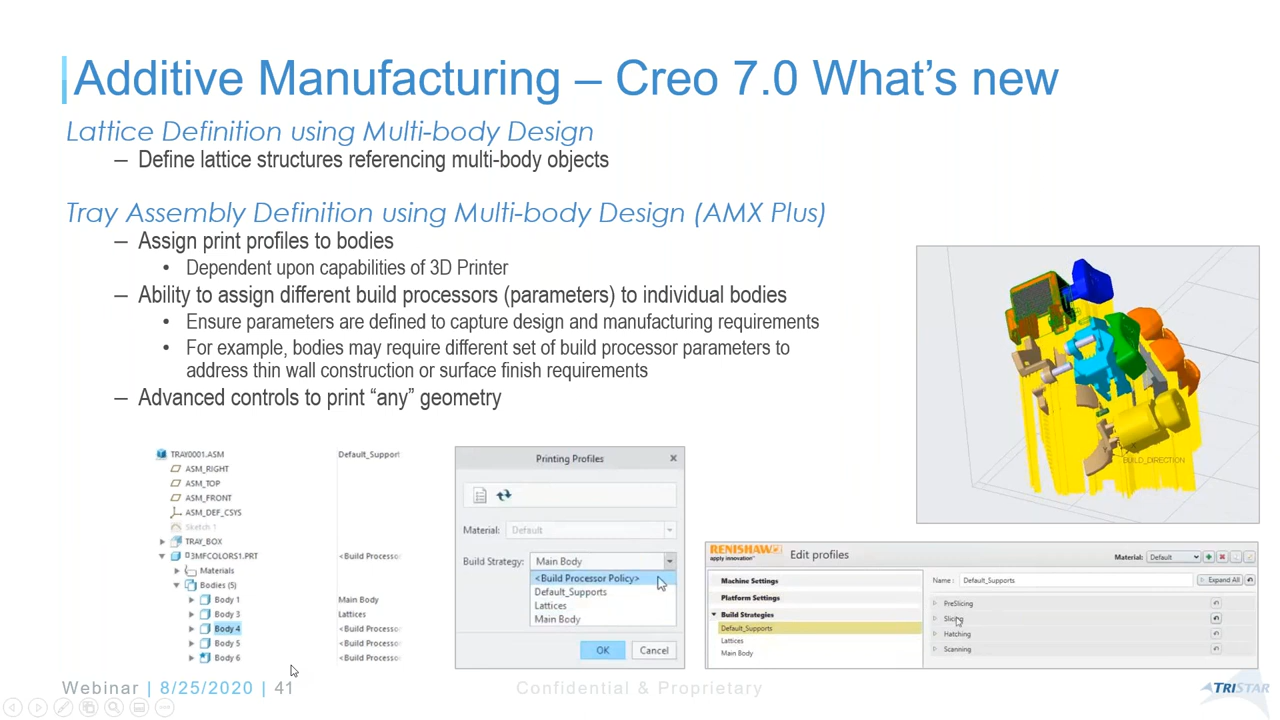 Additive Manufacturing – Creo 7.0 What's new
Lattice Definition using Multi-body Design
– Define lattice structures referencing multi-body objects
Tray Assembly Definition using Multi-body Design (AMX Plus)
– Assign print profiles to bodies
• Dependent upon capabilities of 3D Printer
– Ability to assign different build processors (parameters) to individual bodies
• Ensure parameters are defined to capture design and manufacturing requirements
• For example, bodies may require different set of build processor parameters to
address thin wall construction or surface finish requirements
– Advanced controls to print “any” geometry
BUILD_DIRECTION
TRAY0001.ASM Default_Support
ASM_RIGHT
ASM_TOP
ASM_FRONT
ASM_DEF_CSYS
Sketch 1
TRAY_BOX
3MFCOLORS1.PRT <Build Processor
Materials
Bodies (5)
Body 1 Main Body
Body 3 Lattices
Body 4 <Build Processor
Body 5 <Build Processor
Body 6 <Build Processor
Printing Profiles
Material: Default
Build Strategy: Main Body
<Build Processor Policy>
Default_Supports
Lattices
Main Body
OK Cancel
RENISHAW
apply innovation™
Edit profiles
Material: Default
Machine Settings
Platform Settings
Build Strategies
Default_Supports
Lattices
Main Body
Name: Default_Supports
Expand All
PreSlicing
Slicing
Hatching
Scanning
Webinar | 8/25/2020 | 41
Confidential & Proprietary
TRISTAR